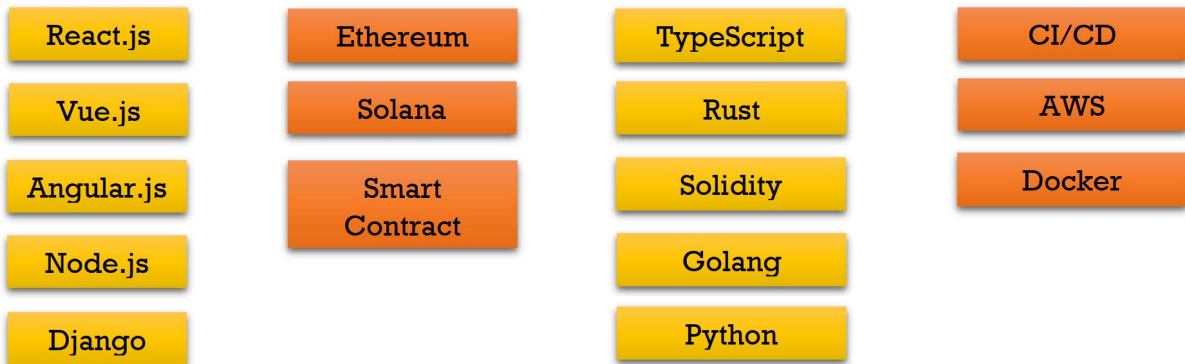 React.js
Vue.js
Angular.js
Node.js
Django
Ethereum
Solana
Smart
Contract
TypeScript
Rust
Solidity
Golang
Python
CI/CD
AWS
Docker